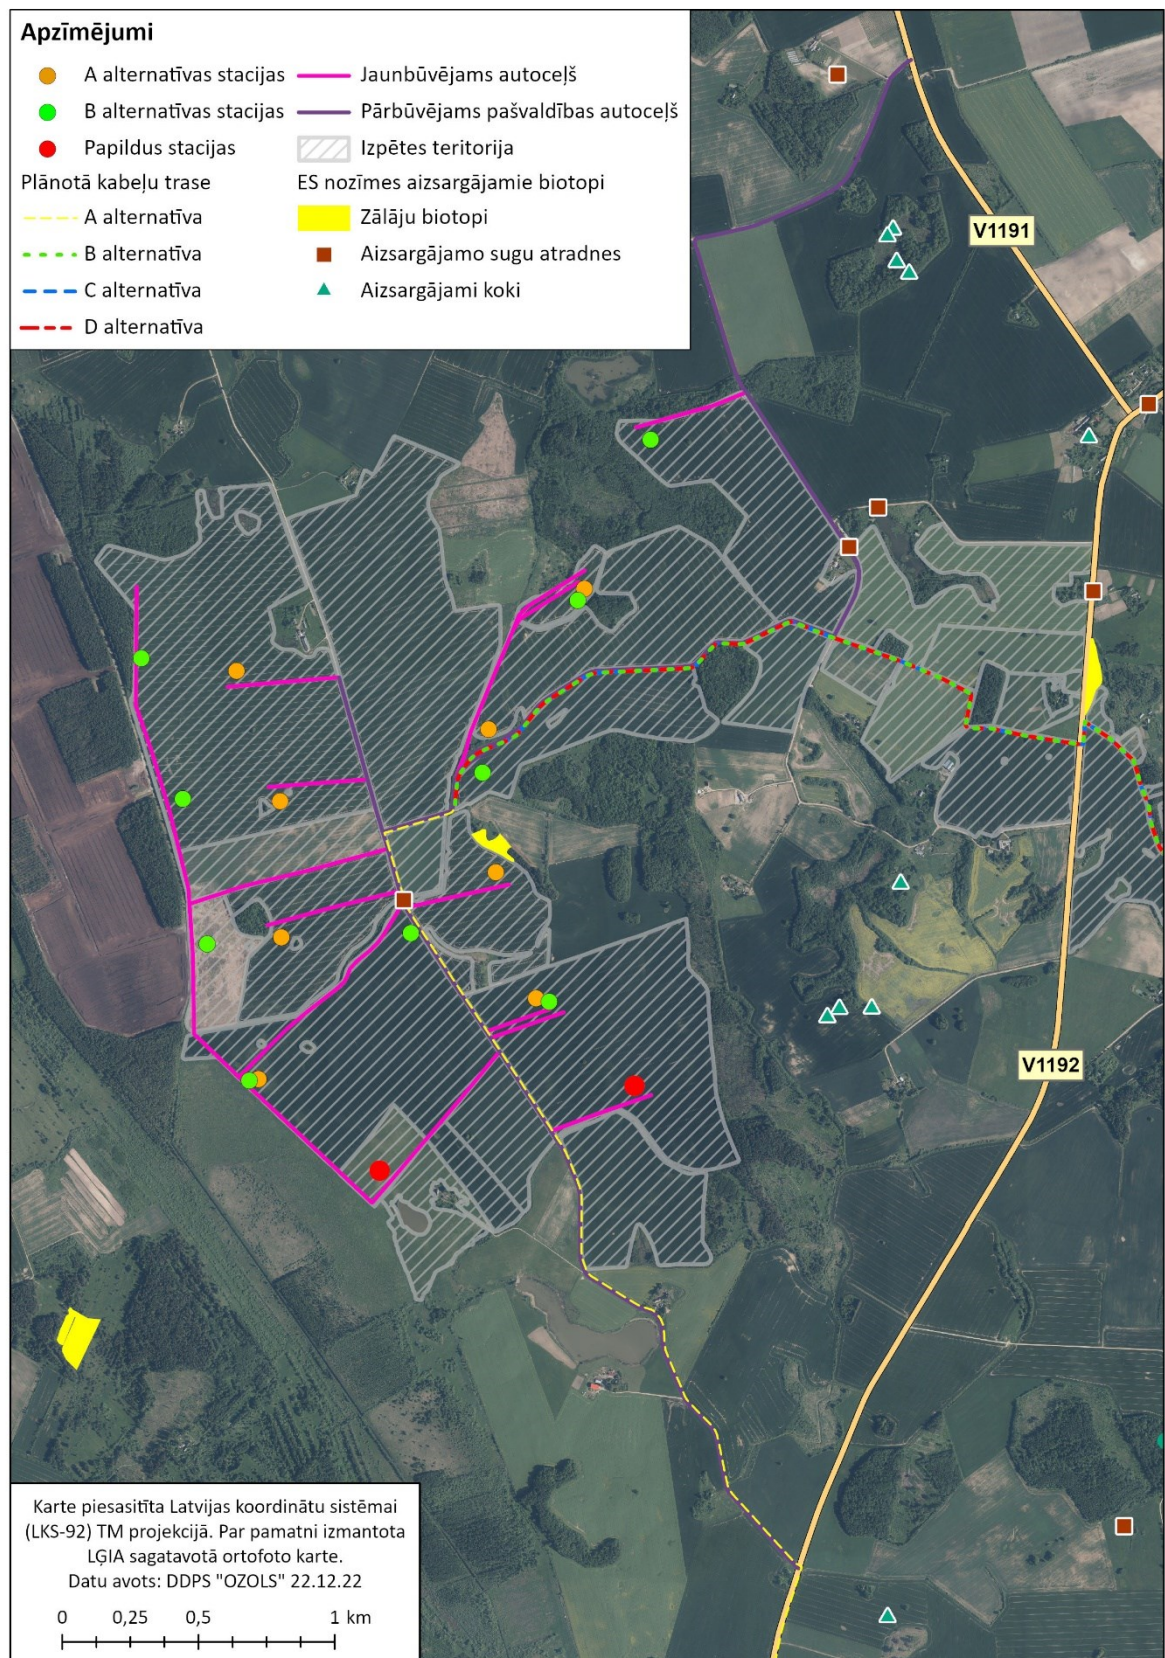 Apzīmējumi
A alternatīvas stacijas
B alternatīvas stacijas
Papildus stacijas
Plānotā kabeļu trase
A alternatīva
B alternatīva
C alternatīva
D alternatīva
Jaunbūvējams autoceļš
Pārbūvējams pašvaldības autoceļš
Izpētes teritorija
ES nozīmes aizsargājamie biotopi
Zālāju biotopi
Aizsargājamo sugu atradnes
Aizsargājami koki
V1191
V1192
Karte piesasitīta Latvijas koordinātu sistēmai
(LKS-92) TM projekcijā. Par pamatni izmantota
LĢIA sagatavotā ortofoto karte.
Datu avots: DDPS "OZOLS" 22.12.22
0 0,25 0,5 1 km